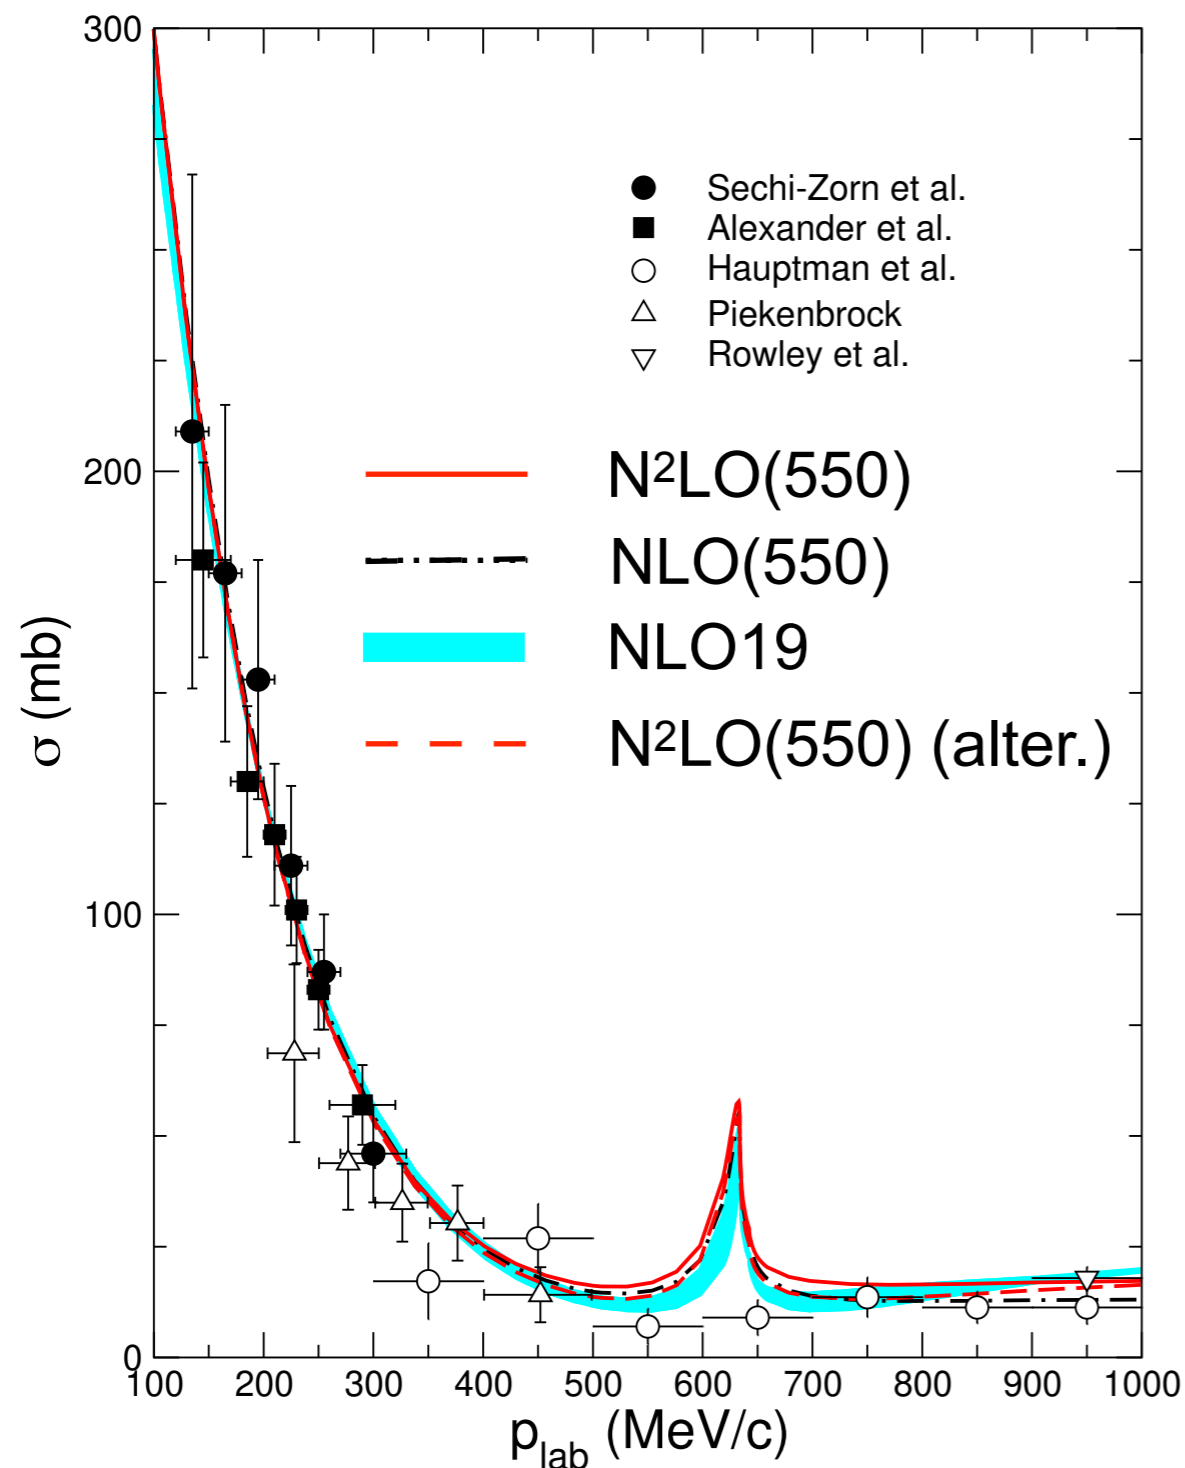 300
Sechi-Zorn et al.
Alexander et al.
Hauptman et al.
Piekenbrock
Rowley et al.
200
N²LO(550)
NLO(550)
NLO19
N²LO(550) (alter.)
σ (mb)
100
0
100 200 300 400 500 600 700 800 900 1000
p_lab (MeV/c)